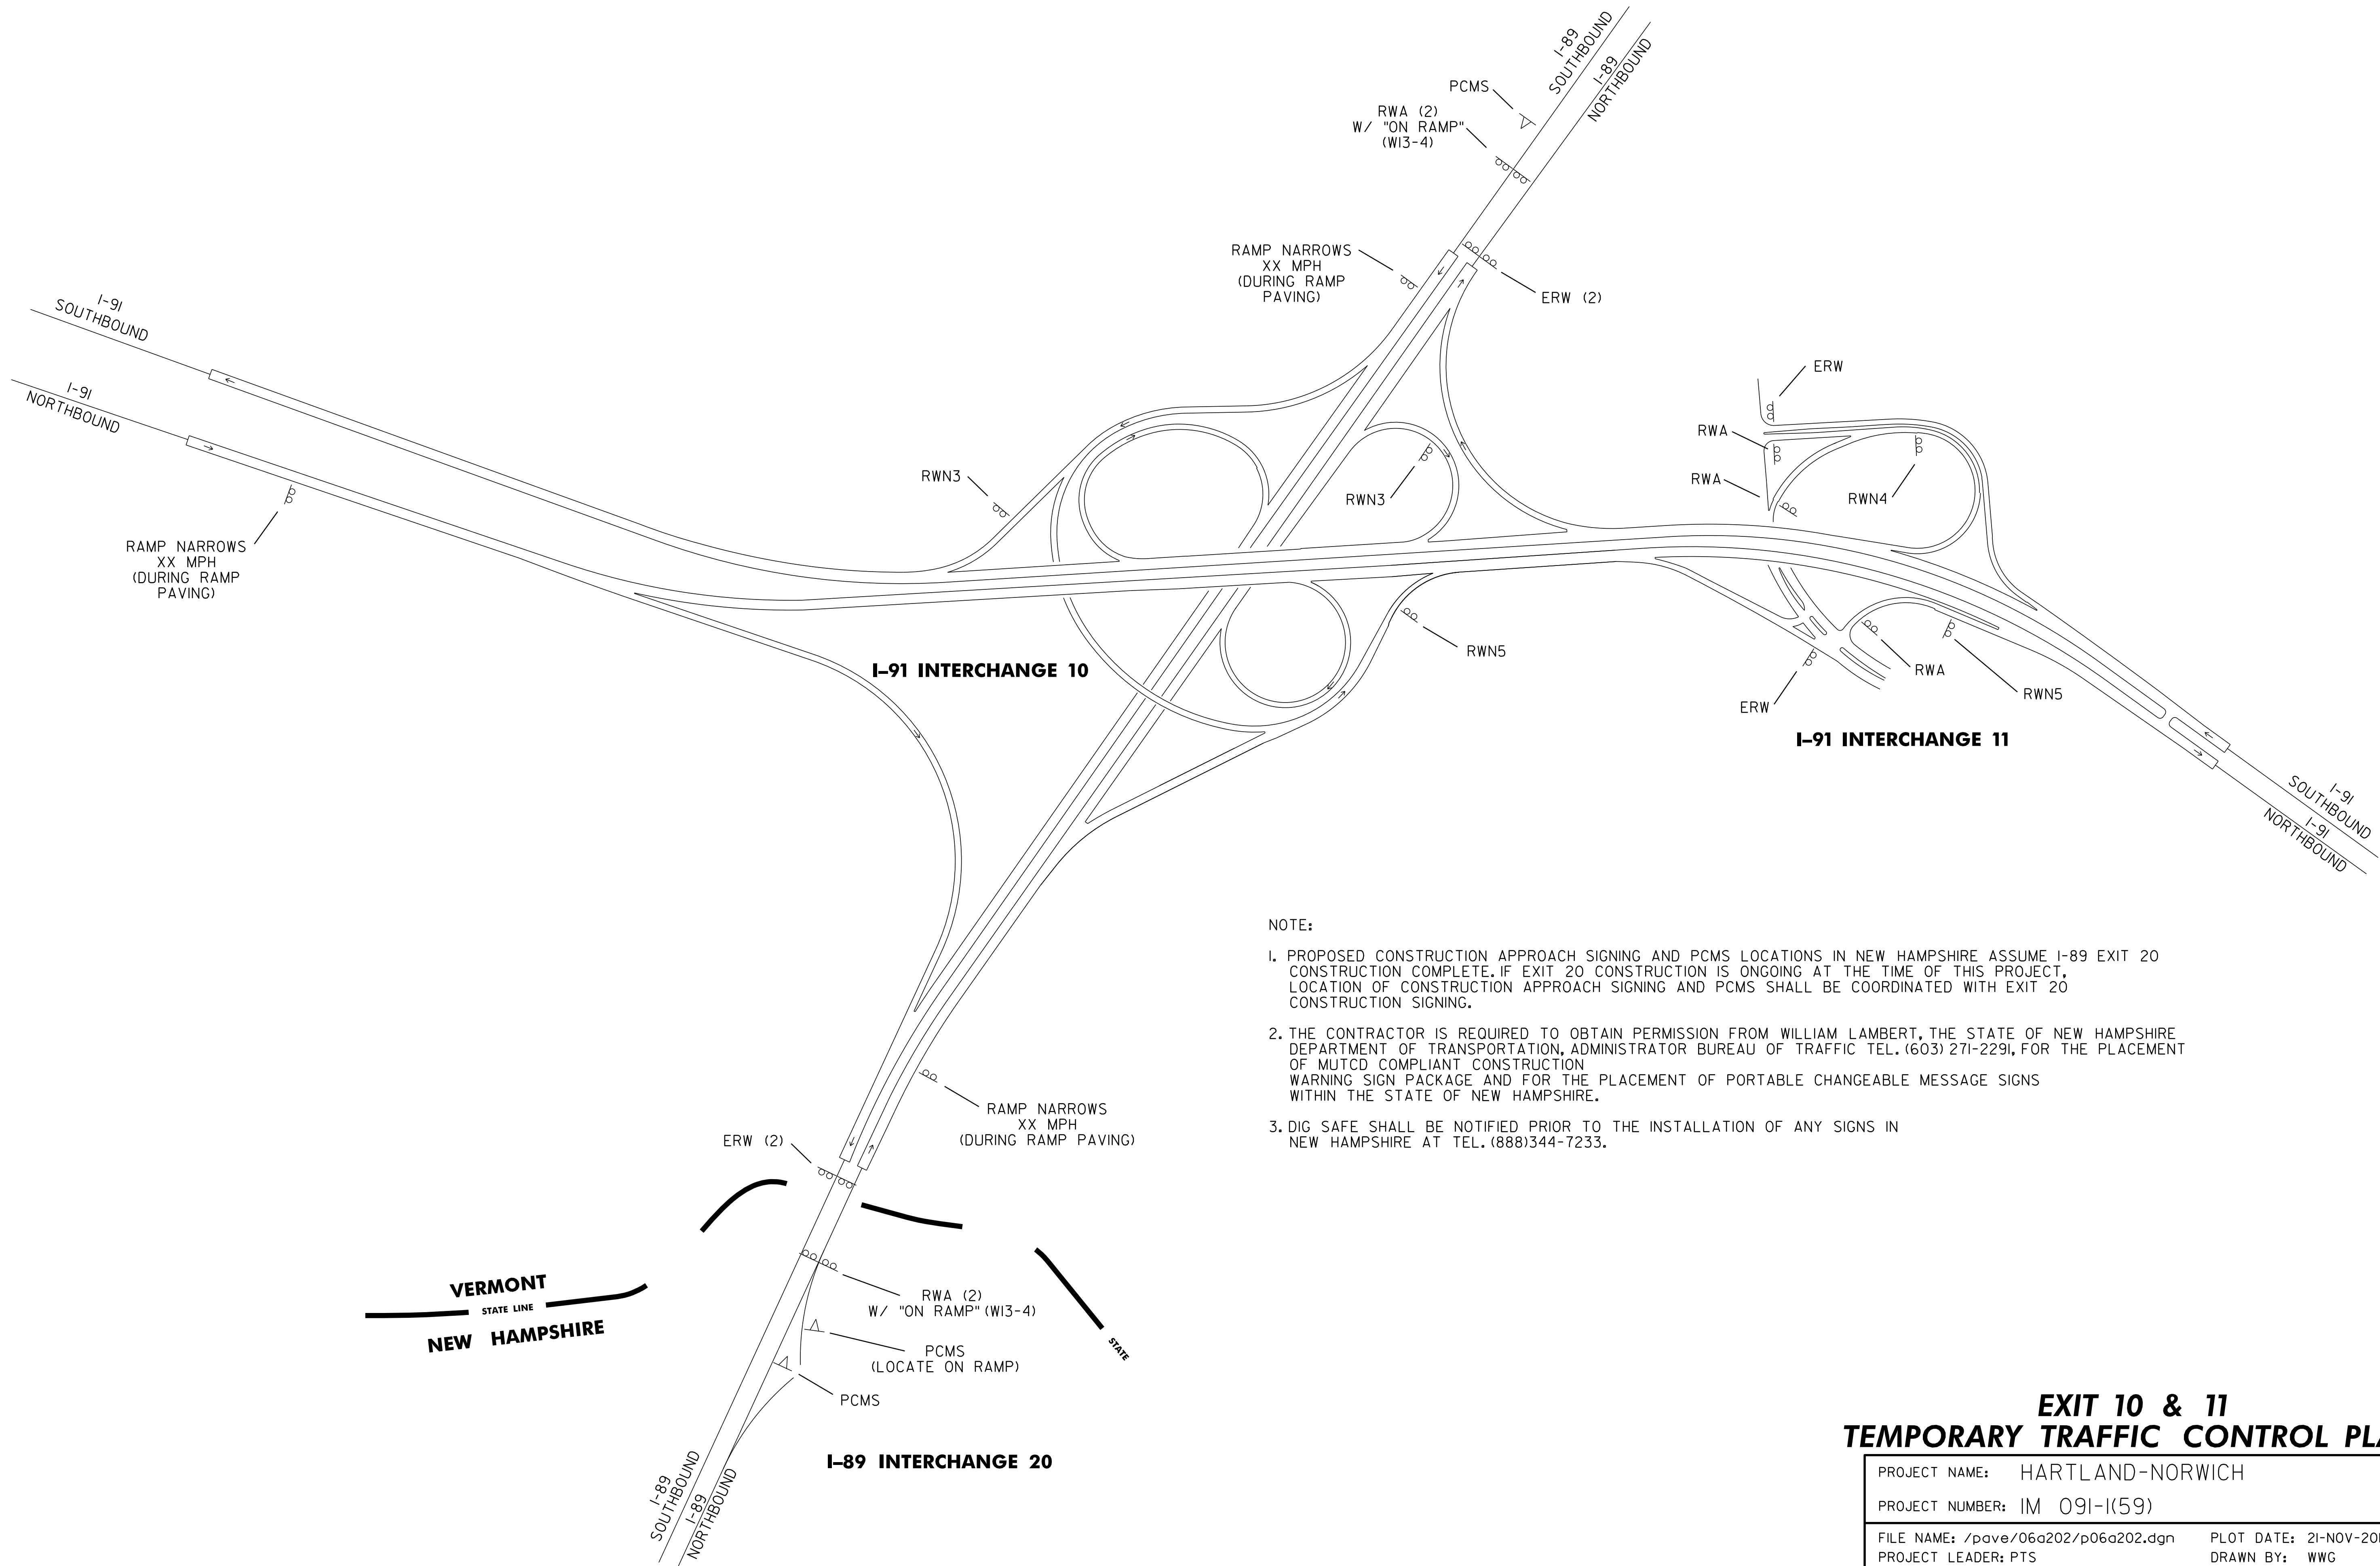 I-89
SOUTHBOUND
I-89
NORTHBOUND
PCMS
RWA (2)
W/ "ON RAMP"
(W13-4)
RAMP NARROWS
XX MPH
(DURING RAMP
PAVING)
ERW (2)
I-91
SOUTHBOUND
I-91
NORTHBOUND
RAMP NARROWS
XX MPH
(DURING RAMP
PAVING)
RWN3
RWN3
ERW
RWA
RWA
RWN4
RWN5
RWA
RWN5
ERW
I-91 INTERCHANGE 10
I-91 INTERCHANGE 11
I-91
SOUTHBOUND
I-91
NORTHBOUND
NOTE:
1. PROPOSED CONSTRUCTION APPROACH SIGNING AND PCMS LOCATIONS IN NEW HAMPSHIRE ASSUME I-89 EXIT 20
CONSTRUCTION COMPLETE. IF EXIT 20 CONSTRUCTION IS ONGOING AT THE TIME OF THIS PROJECT,
LOCATION OF CONSTRUCTION APPROACH SIGNING AND PCMS SHALL BE COORDINATED WITH EXIT 20
CONSTRUCTION SIGNING.
2. THE CONTRACTOR IS REQUIRED TO OBTAIN PERMISSION FROM WILLIAM LAMBERT, THE STATE OF NEW HAMPSHIRE
DEPARTMENT OF TRANSPORTATION, ADMINISTRATOR BUREAU OF TRAFFIC TEL. (603) 271-2291, FOR THE PLACEMENT
OF MUTCD COMPLIANT CONSTRUCTION
WARNING SIGN PACKAGE AND FOR THE PLACEMENT OF PORTABLE CHANGEABLE MESSAGE SIGNS
WITHIN THE STATE OF NEW HAMPSHIRE.
3. DIG SAFE SHALL BE NOTIFIED PRIOR TO THE INSTALLATION OF ANY SIGNS IN
NEW HAMPSHIRE AT TEL. (888)344-7233.
RAMP NARROWS
XX MPH
(DURING RAMP PAVING)
ERW (2)
VERMONT
STATE LINE
NEW HAMPSHIRE
RWA (2)
W/ "ON RAMP" (W13-4)
PCMS
(LOCATE ON RAMP)
PCMS
STATE
I-89 INTERCHANGE 20
I-89
SOUTHBOUND
I-89
NORTHBOUND
EXIT 10 & 11
TEMPORARY TRAFFIC CONTROL
PROJECT NAME: HARTLAND-NORWICH
PROJECT NUMBER: IM 091-1(59)
FILE NAME: /pave/06a202/p06a202.dgn PLOT DATE: 21-NOV-20
PROJECT LEADER: PTS DRAWN BY: WWG